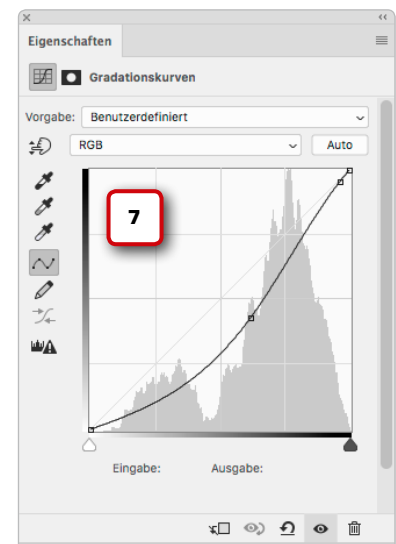 Eigenschaften
Gradationskurven
Vorgabe: Benutzerdefiniert
RGB Auto
7
Eingabe: Ausgabe: